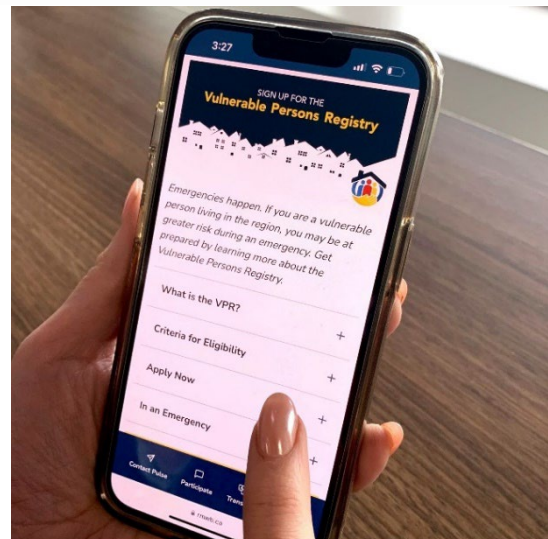 3:27
SIGN UP FOR THE
Vulnerable Persons Registry
Emergencies happen. If you are a vulnerable
person living in the region, you may be at
greater risk during an emergency. Get
prepared by learning more about the
Vulnerable Persons Registry.
What is the VPR?
+
Criteria for Eligibility
+
Apply Now
+
In an Emergency
+
Contact Pulse
Participate